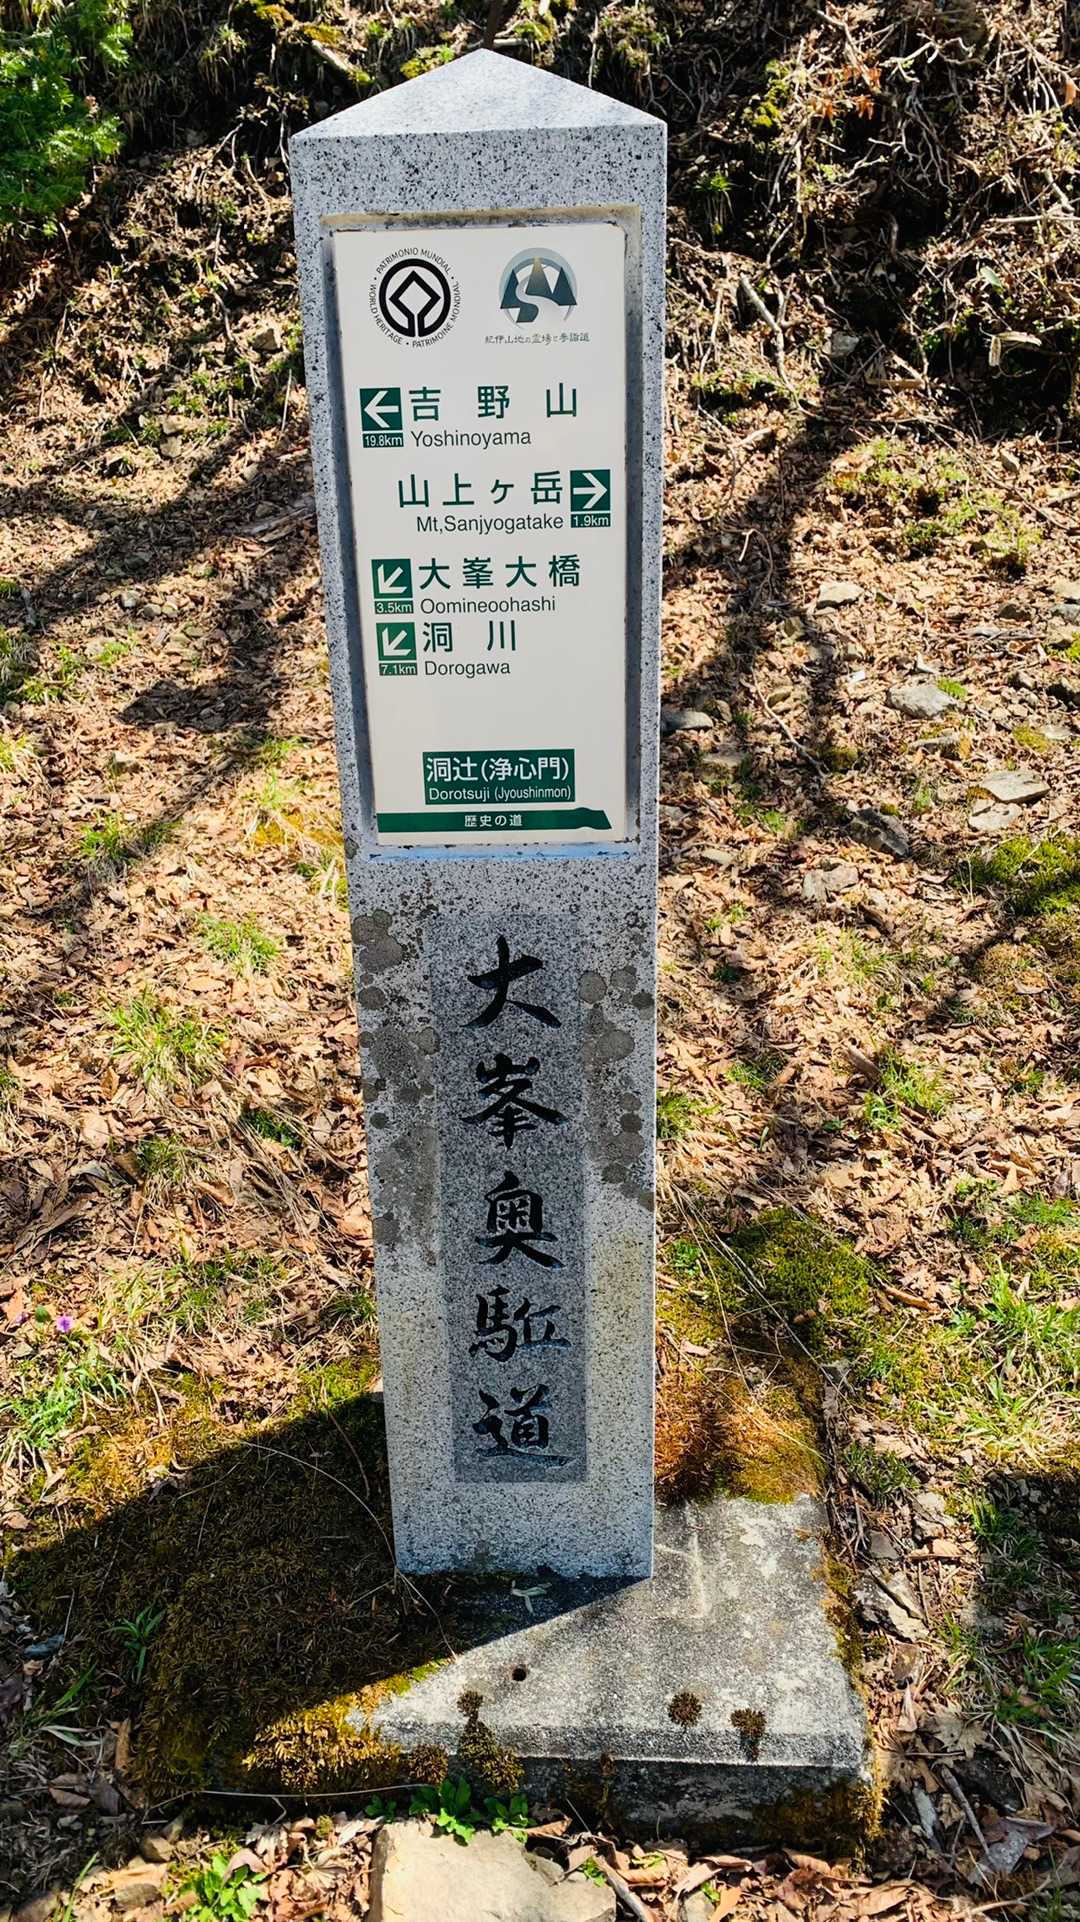 PATRIMONIO MUNDIAL • WORLD HERITAGE • PATRIMOINE MONDIAL •
紀伊山地の霊場と参詣道
吉野山
19.8km Yoshinoyama
山上ヶ岳
Mt,Sanjyogatake 1.9km
大峯大橋
3.5km Oomineoohashi
洞川
7.1km Dorogawa
洞辻(浄心門)
Dorotsuji (Jyoushinmon)
歴史の道
大峯奥駈道